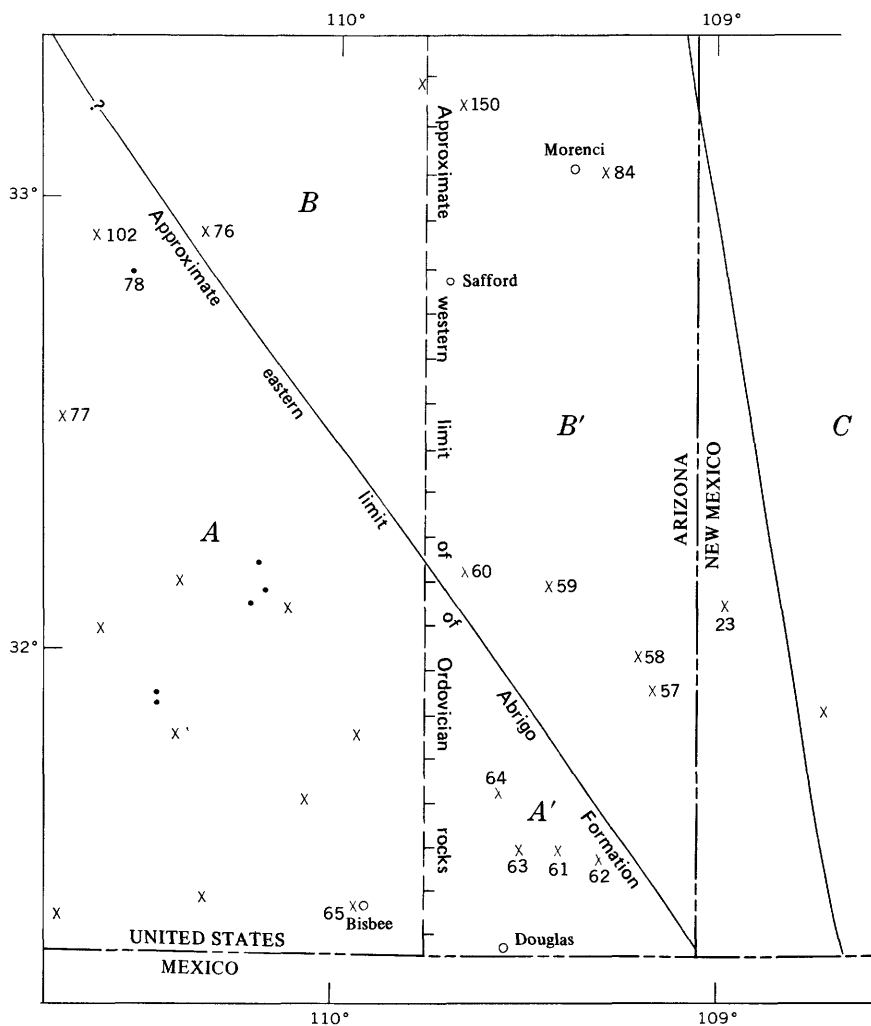 110°
109°
?
X
X 150
Morenci
X 84
33°
B
X 102
X 76
78
Approximate eastern limit of Abrigo Formation
Approximate western limit of Ordovician rocks
Safford
X 77
B'
C
ARIZONA
NEW MEXICO
A
X 60
X 59
X
X
X
X
23
32°
X 58
X 57
X
X
X
64
X
X
A'
X
X
X
63
61
62
X
X
65 X
Bisbee
UNITED STATES
MEXICO
Douglas
110°
109°